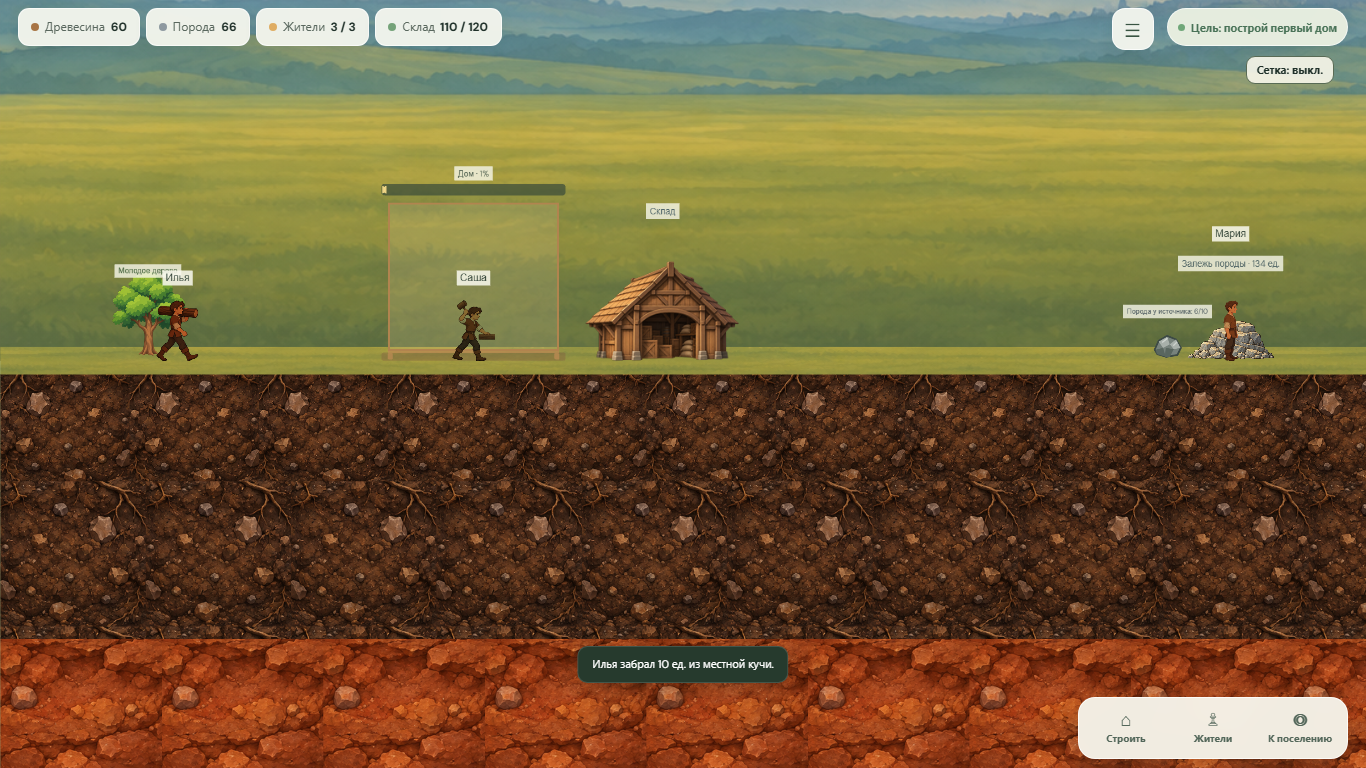 Древесина 60
Порода 66
Жители 3 / 3
Склад 110 / 120
Цель: построй первый дом
Сетка: выкл.
Дом · 1%
Склад
Мария
Залежь породы · 134 ед.
Молодое дерево
Илья
Саша
Порода у источника: 6/10
Илья забрал 10 ед. из местной кучи.
Строить
Жители
К поселению